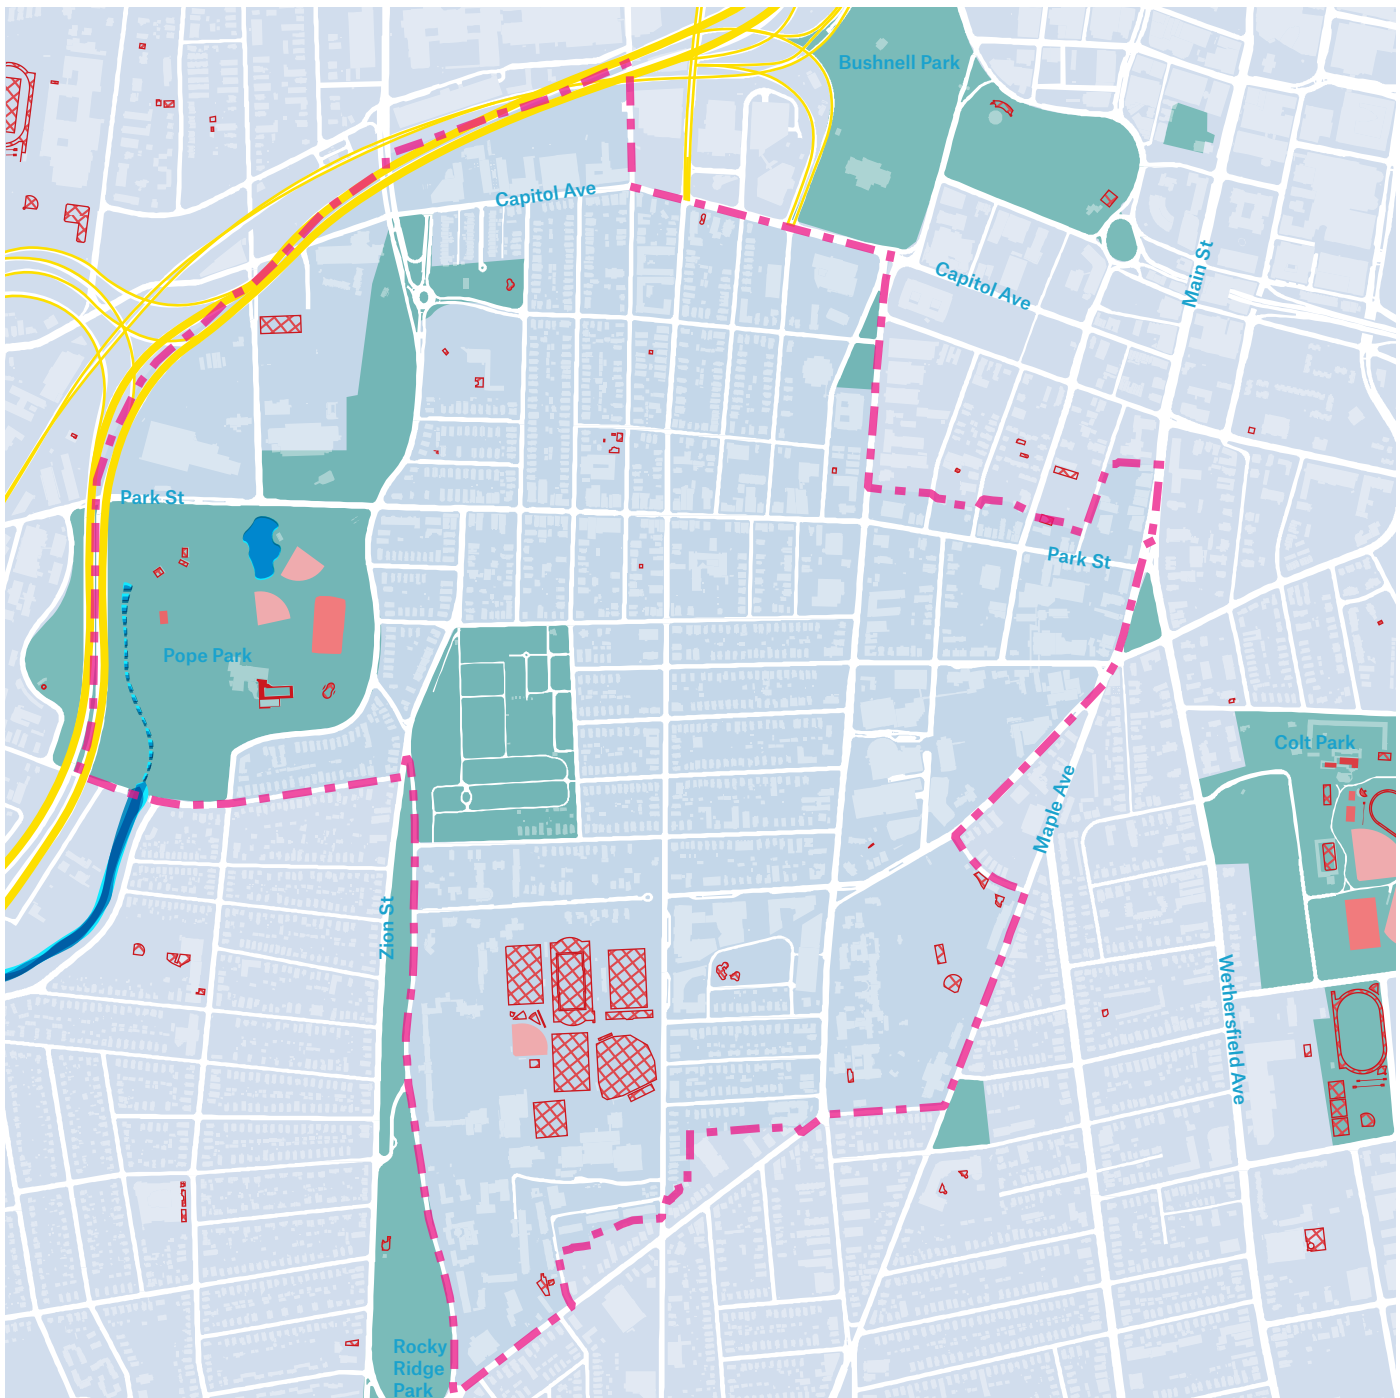 Bushnell Park
Capitol Ave
Capitol Ave
Main St
Park St
Park St
Pope Park
Colt Park
Maple Ave
Zion St
Wethersfield Ave
Rocky
Ridge
Park